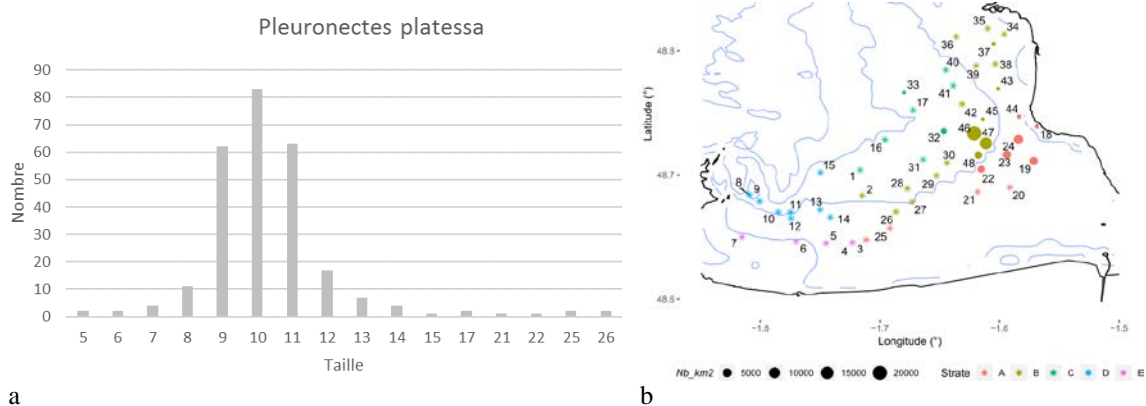 Pleuronectes platessa
Nombre
90
80
70
60
50
40
30
20
10
0
5 6 7 8 9 10 11 12 13 14 15 17 21 22 25 26
Taille
a
Latitude (°)
48.8
48.7
48.6
35 34
36 37
40 39 38
33 41 43
17 42 45 44
32 46 47 18
16 24
15 31 30 48 23 19
1 22
8 9 2 28 29 21 20
13 27
10 11 14 26
12
7 6 5 4 3 25
-1.8 -1.7 -1.6 -1.5
Longitude (°)
Nb_km2 5000 10000 15000 20000 Strate A B C D E
b